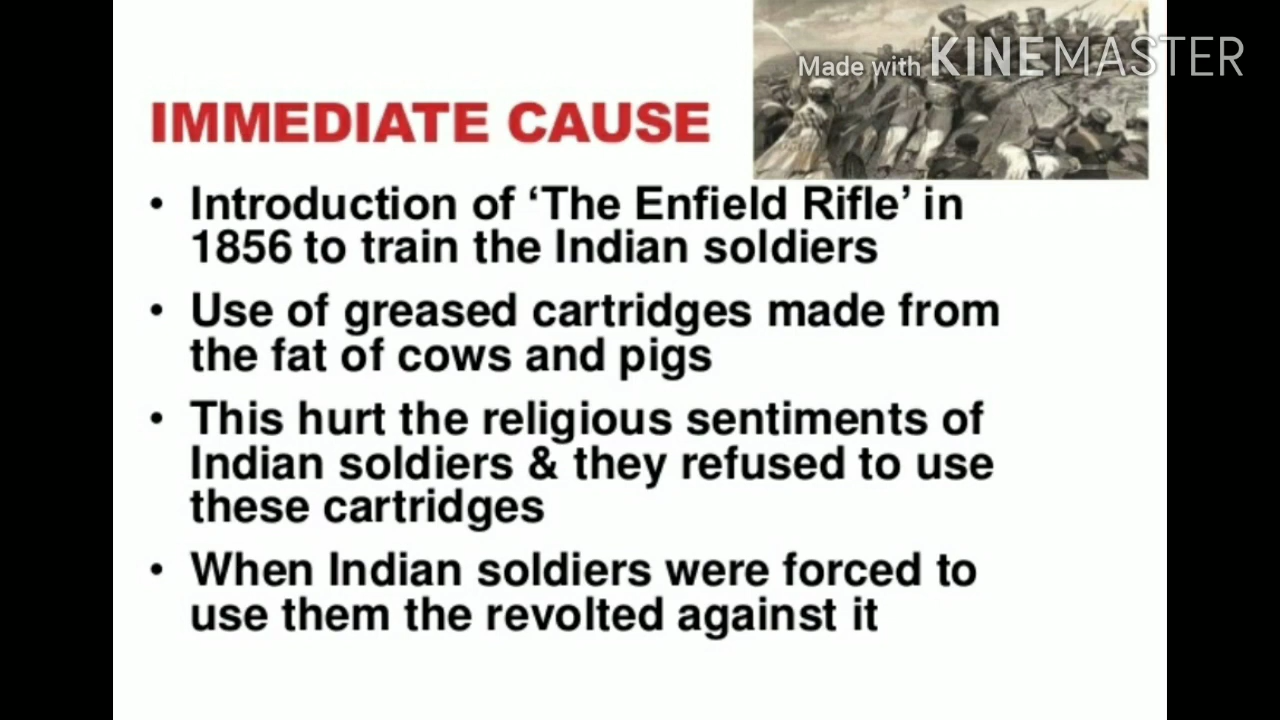 Made with KINEMASTER
IMMEDIATE CAUSE
• Introduction of ‘The Enfield Rifle’ in
1856 to train the Indian soldiers
• Use of greased cartridges made from
the fat of cows and pigs
• This hurt the religious sentiments of
Indian soldiers & they refused to use
these cartridges
• When Indian soldiers were forced to
use them the revolted against it